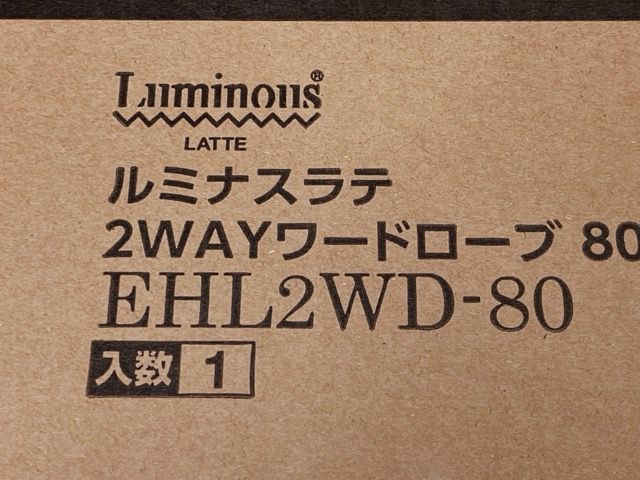 Luminous®
LATTE
ルミナスラテ
2WAYワードローブ 80
EHL2WD-80
入数 1